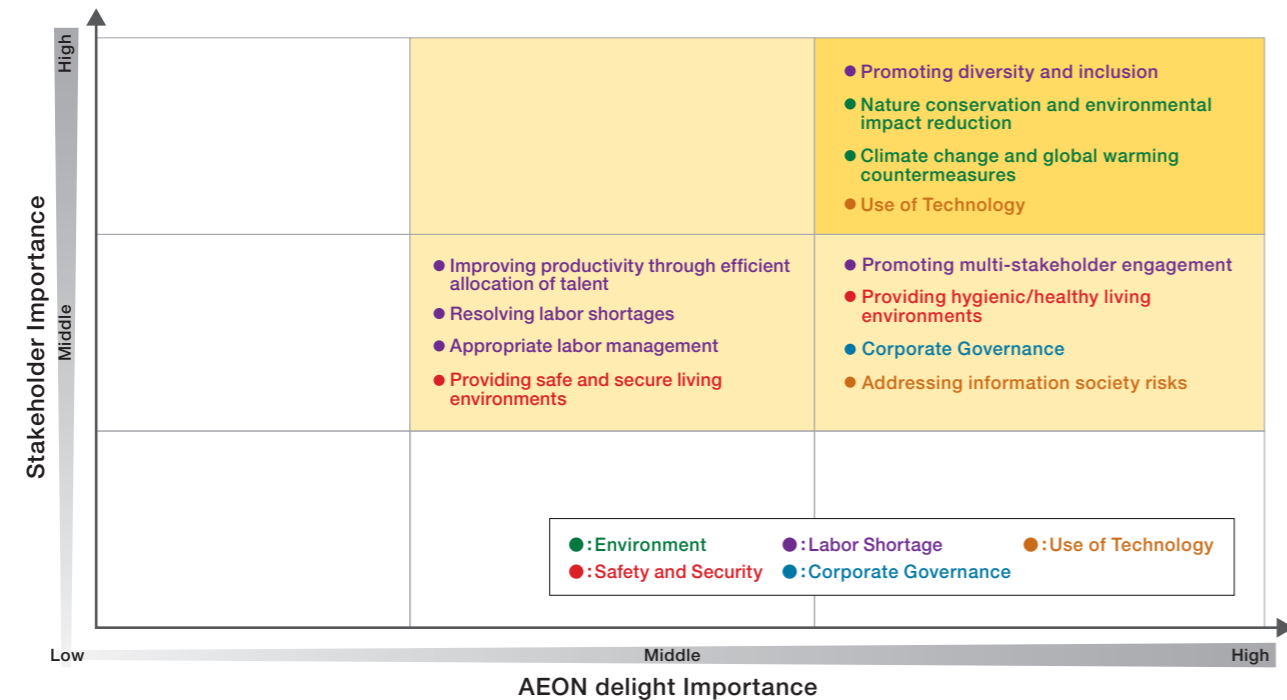 High
Middle
Stakeholder Importance
Promoting diversity and inclusion
Nature conservation and environmental
impact reduction
Climate change and global warming
countermeasures
Use of Technology
Improving productivity through efficient
allocation of talent
Resolving labor shortages
Appropriate labor management
Providing safe and secure living
environments
Promoting multi-stakeholder engagement
Providing hygienic/healthy living
environments
Corporate Governance
Addressing information society risks
:Environment
:Labor Shortage
:Use of Technology
:Safety and Security
:Corporate Governance
Low
Middle
High
AEON delight Importance